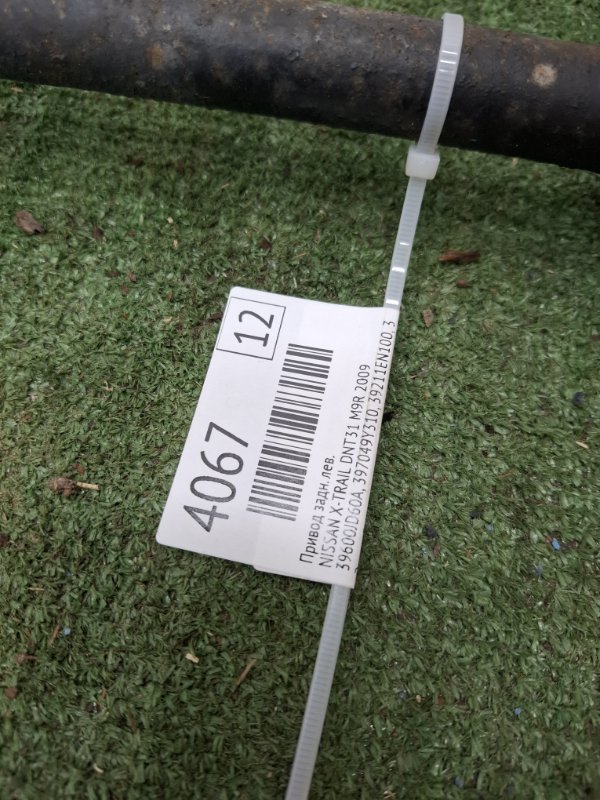 12
4067
Привод задн.лев.
NISSAN X-TRAIL DNT31 M9R 2009
39600JD60A, 397049Y310, 39211EN100, 3